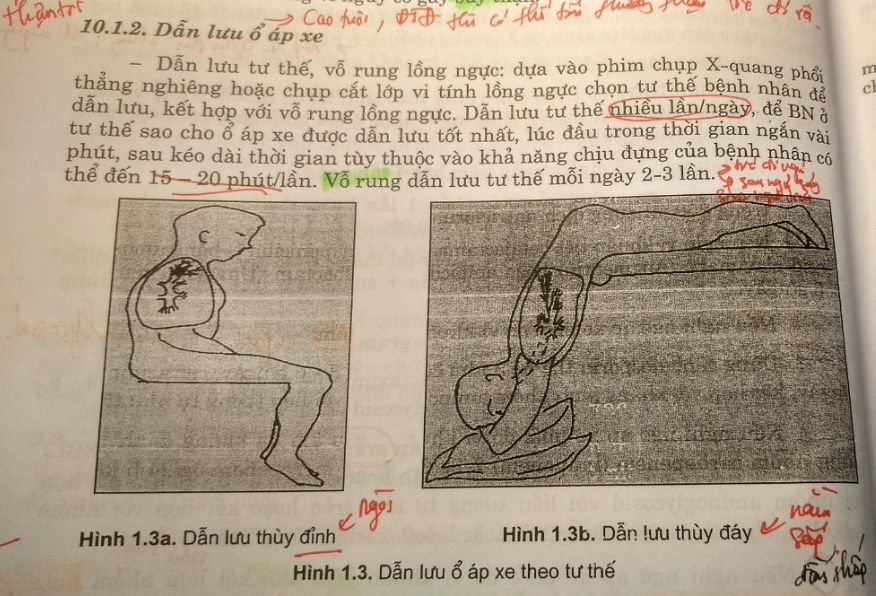 → Cao tuổi, ĐTĐ thì có thể
10.1.2. Dẫn lưu ổ áp xe
– Dẫn lưu tư thế, vỗ rung lồng ngực: dựa vào phim chụp X-quang phổi
thẳng nghiêng hoặc chụp cắt lớp vi tính lồng ngực chọn tư thế bệnh nhân để
dẫn lưu, kết hợp với vỗ rung lồng ngực. Dẫn lưu tư thế nhiều lần/ngày, để BN ở
tư thế sao cho ổ áp xe được dẫn lưu tốt nhất, lúc đầu trong thời gian ngắn vài
phút, sau kéo dài thời gian tùy thuộc vào khả năng chịu đựng của bệnh nhân có
thể đến 15 – 20 phút/lần. Vỗ rung dẫn lưu tư thế mỗi ngày 2-3 lần.
Ngồi
nằm
sấp
Hình 1.3a. Dẫn lưu thùy đỉnh
Hình 1.3b. Dẫn lưu thùy đáy
đầu thấp
Hình 1.3. Dẫn lưu ổ áp xe theo tư thế